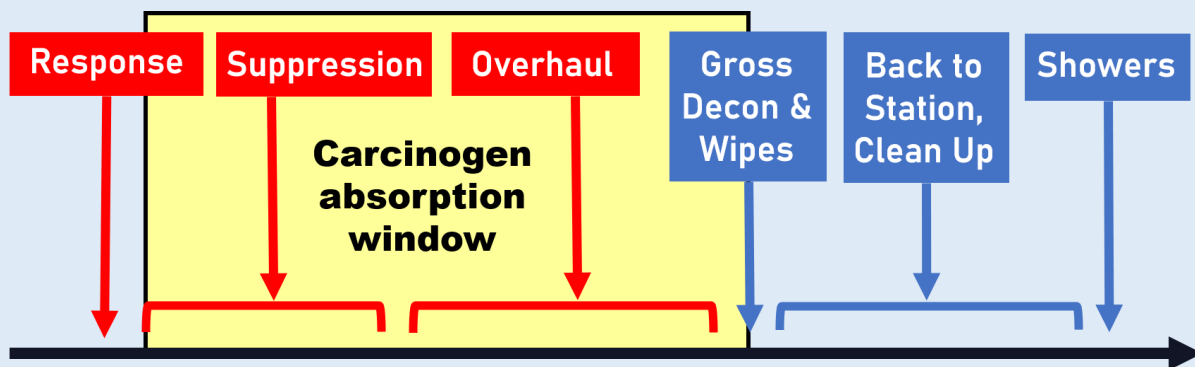 Response
Suppression
Overhaul
Gross
Decon &
Wipes
Back to
Station,
Clean Up
Showers
Carcinogen
absorption
window